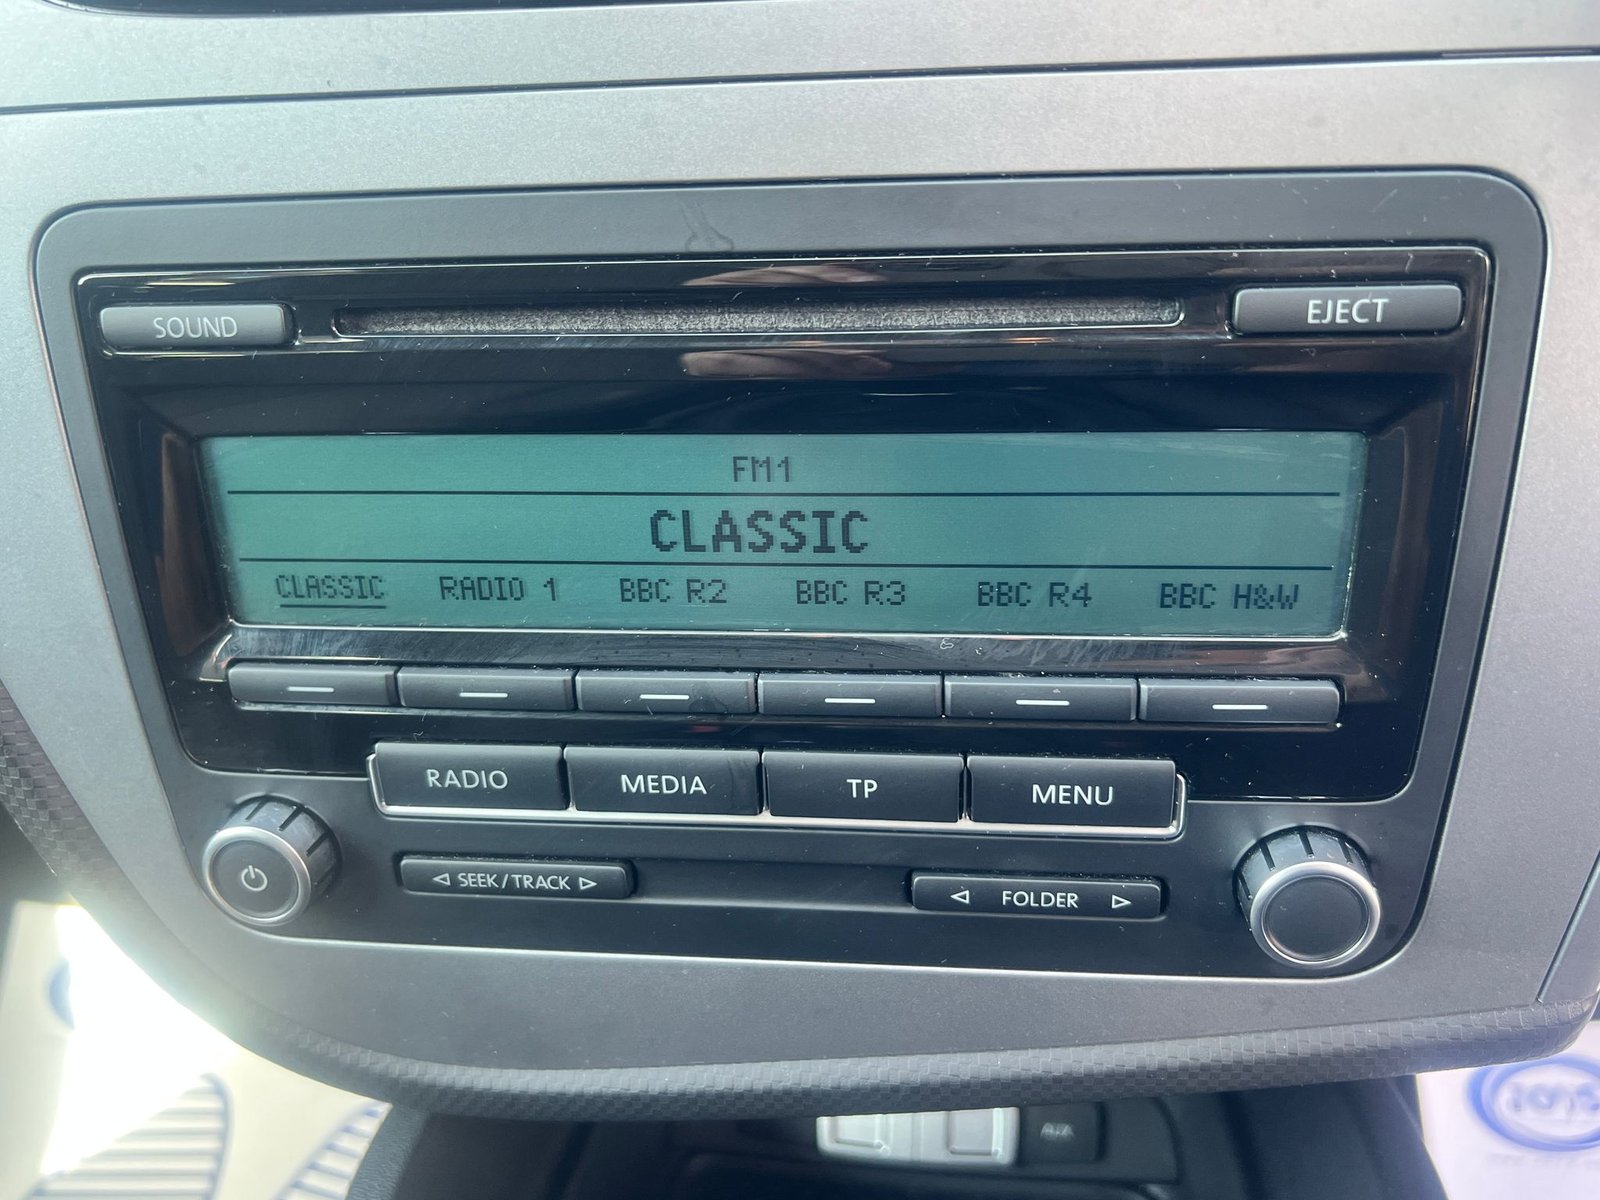 SOUND
EJECT
FM1
CLASSIC
CLASSIC RADIO 1 BBC R2 BBC R3 BBC R4 BBC H&W
RADIO MEDIA TP MENU
◁ SEEK/TRACK ▷
◁ FOLDER ▷